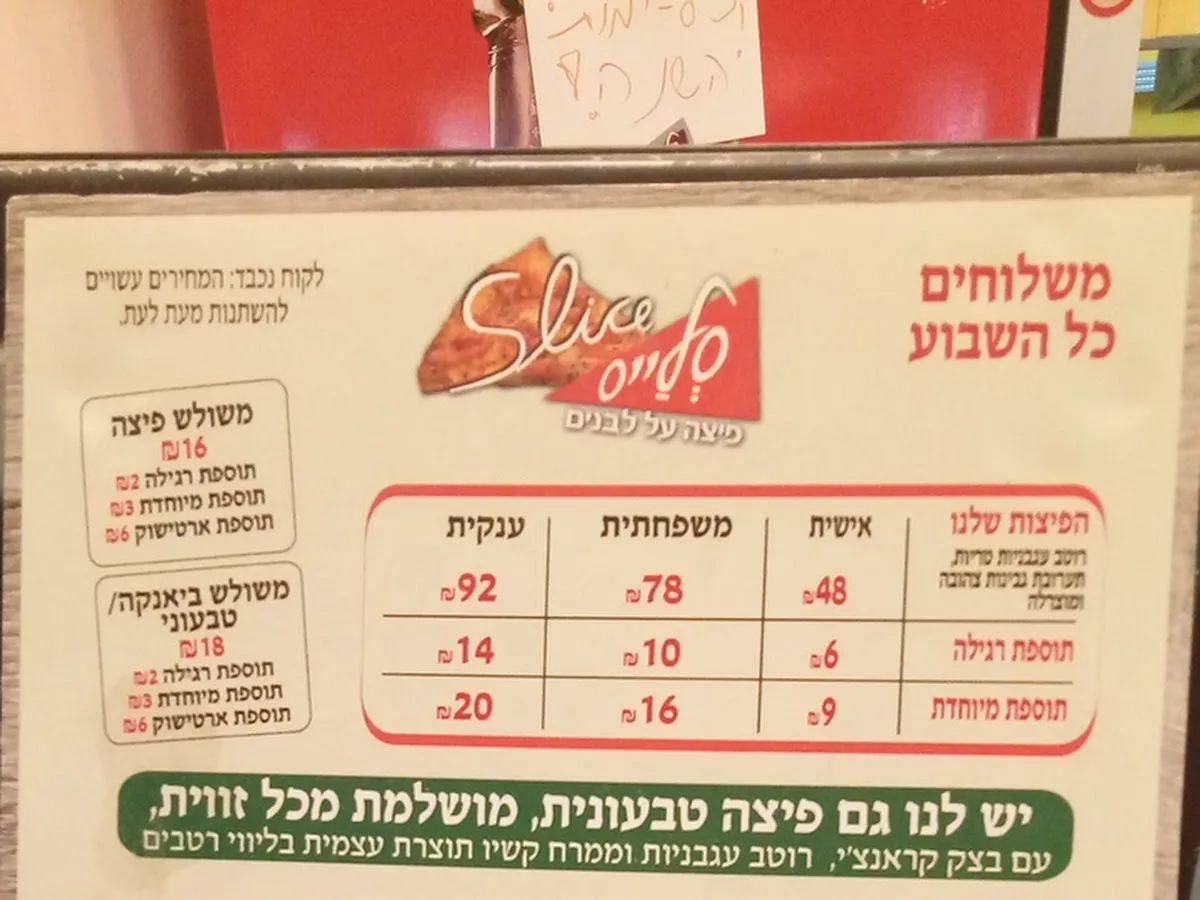 השנה
משלוחים
כל השבוע
Slice
סְלַייס
פיצה על לבנים
לקוח נכבד: המחירים עשויים
להשתנות מעת לעת.
משולש פיצה
₪16
תוספת רגילה ₪2
תוספת מיוחדת ₪3
תוספת ארטישוק ₪6
משולש ביאנקה/
טבעוני
₪18
תוספת רגילה ₪2
תוספת מיוחדת ₪3
תוספת ארטישוק ₪6
הפיצות שלנו אישית משפחתית ענקית
רוטב עגבניות טריות,
תערובת גבינות צהובה
ומוצרלה
₪48 ₪78 ₪92
תוספת רגילה ₪6 ₪10 ₪14
תוספת מיוחדת ₪9 ₪16 ₪20
יש לנו גם פיצה טבעונית, מושלמת מכל זווית,
עם בצק קראנצ'י, רוטב עגבניות וממרח קשיו תוצרת עצמית בליווי רטבים